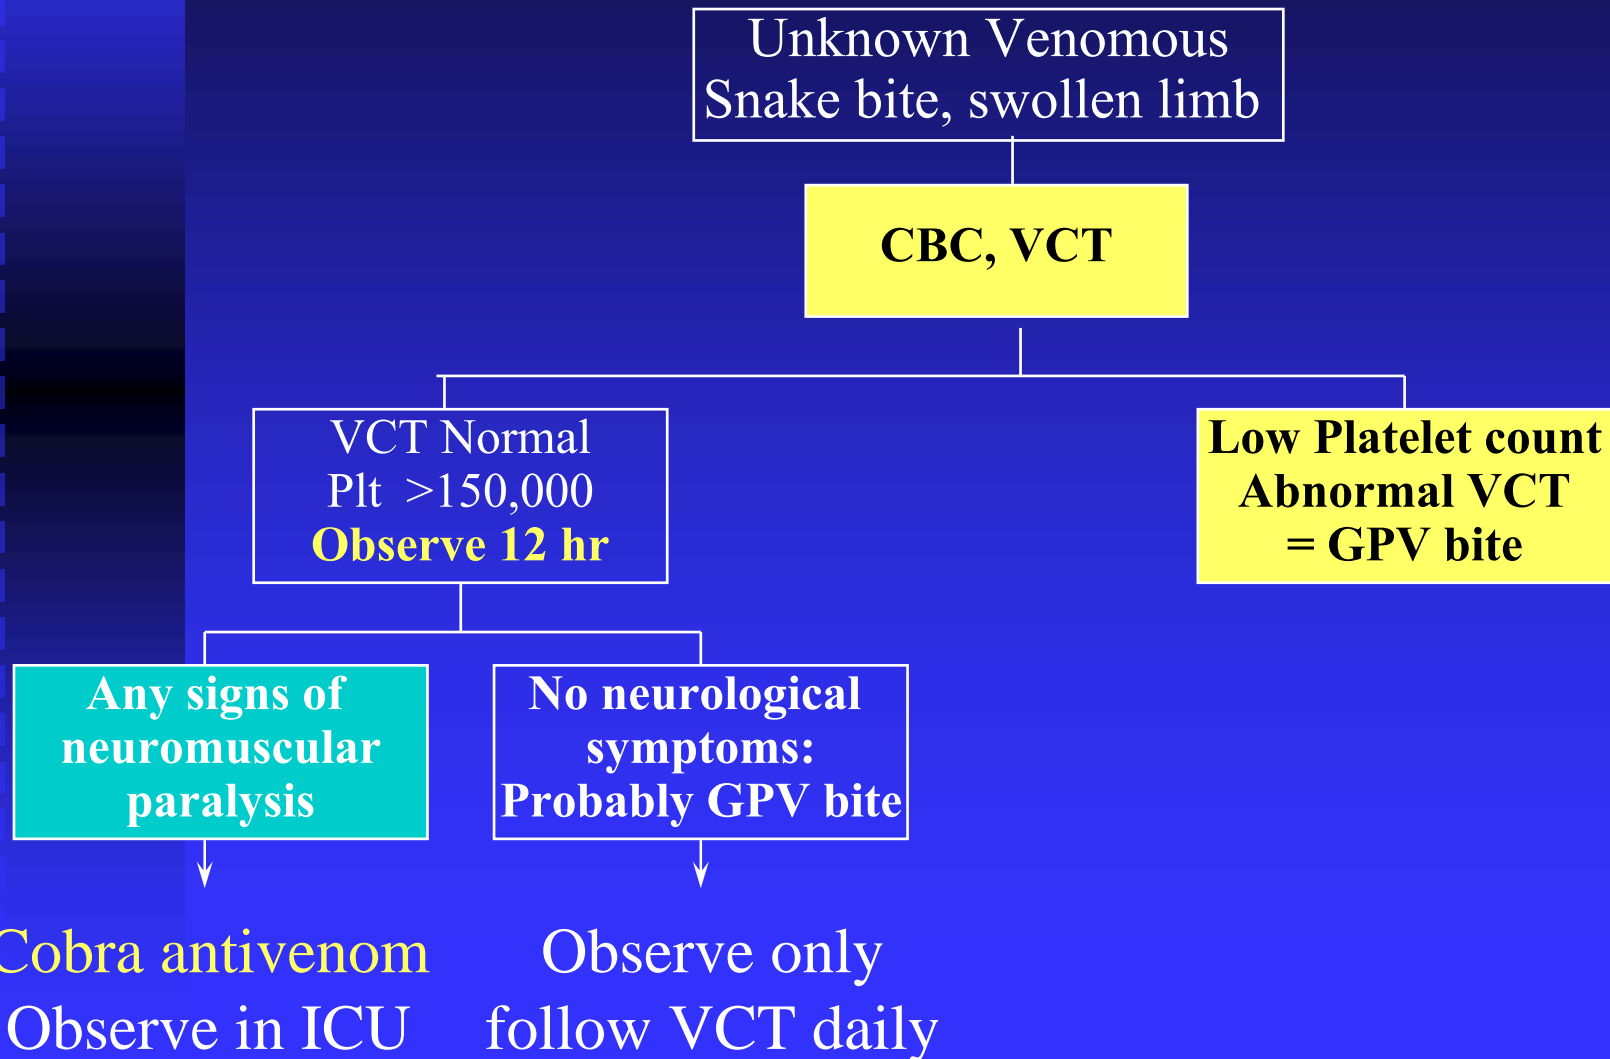 Unknown Venomous
Snake bite, swollen limb
CBC, VCT
VCT Normal
Plt >150,000
Observe 12 hr
Low Platelet count
Abnormal VCT
= GPV bite
Any signs of
neuromuscular
paralysis
No neurological
symptoms:
Probably GPV bite
Cobra antivenom
Observe in ICU
Observe only
follow VCT daily